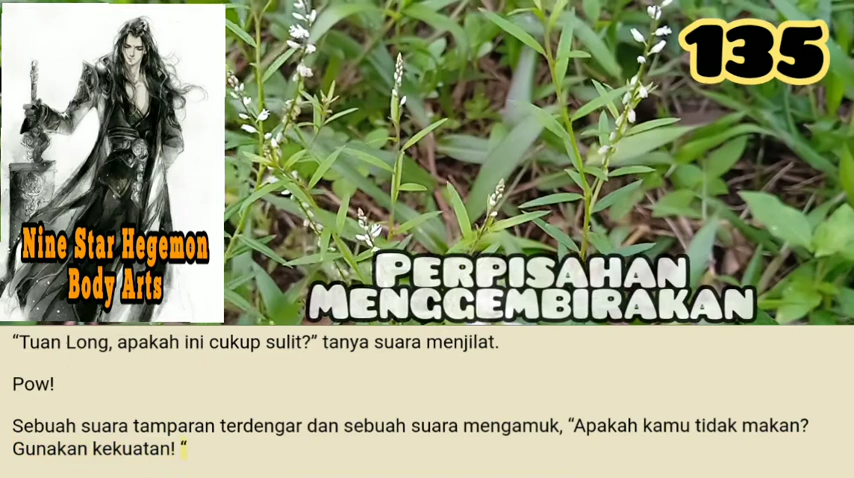 135
Nine Star Hegemon
Body Arts
PERPISAHAN
MENGGEMBIRAKAN
“Tuan Long, apakah ini cukup sulit?” tanya suara menjilat.
Pow!
Sebuah suara tamparan terdengar dan sebuah suara mengamuk, “Apakah kamu tidak makan?
Gunakan kekuatan! “